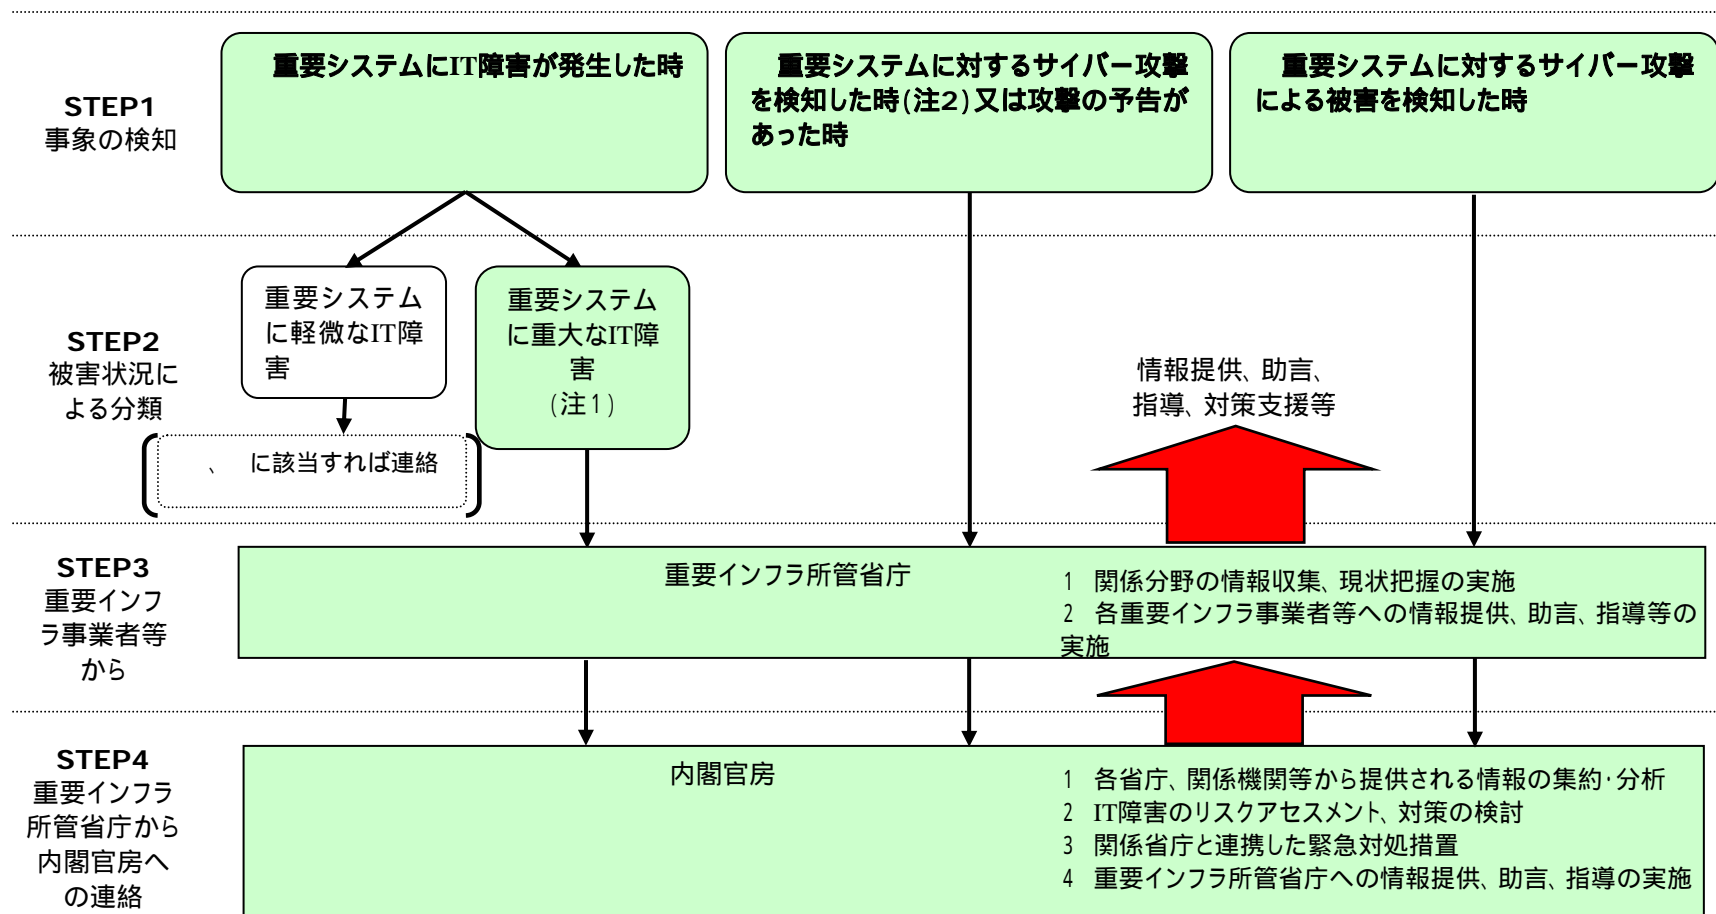 STEP1
事象の検知
重要システムにIT障害が発生した時
重要システムに対するサイバー攻撃
を検知した時(注2)又は攻撃の予告が
あった時
重要システムに対するサイバー攻撃
による被害を検知した時
STEP2
被害状況に
よる分類
重要システム
に軽微なIT障
害
重要システム
に重大なIT障
害
(注1)
、 に該当すれば連絡
情報提供、助言、
指導、対策支援等
STEP3
重要インフ
ラ事業者等
から
重要インフラ所管省庁
1 関係分野の情報収集、現状把握の実施
2 各重要インフラ事業者等への情報提供、助言、指導等の
実施
STEP4
重要インフラ
所管省庁から
内閣官房へ
の連絡
内閣官房
1 各省庁、関係機関等から提供される情報の集約・分析
2 IT障害のリスクアセスメント、対策の検討
3 関係省庁と連携した緊急対処措置
4 重要インフラ所管省庁への情報提供、助言、指導の実施